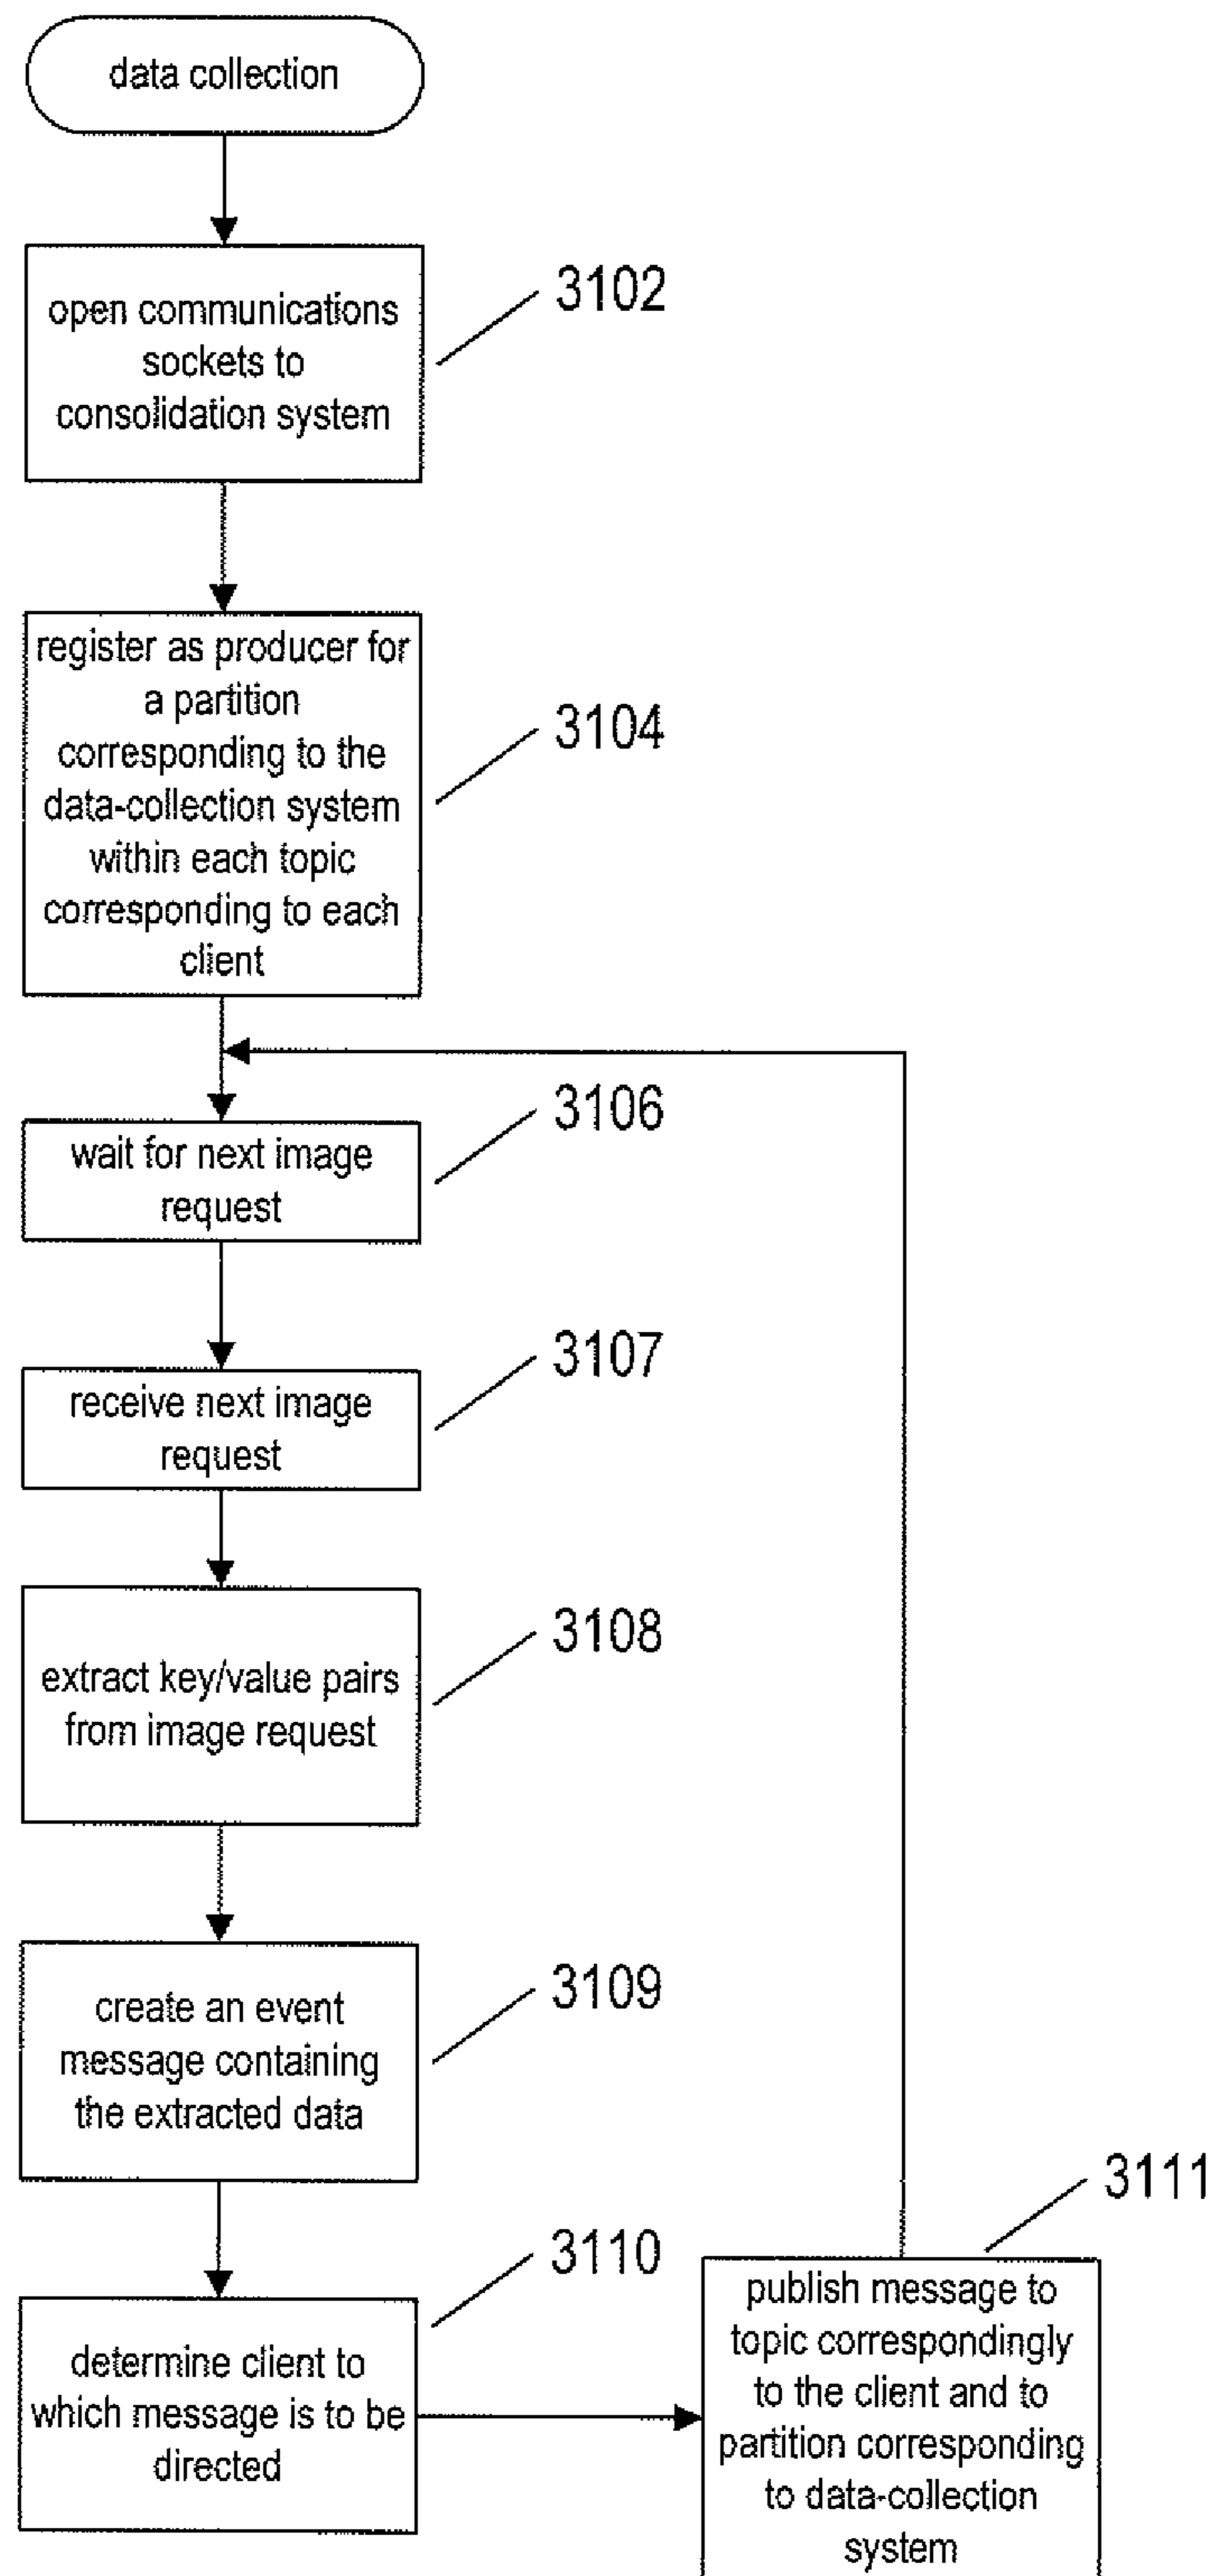 data collection
open communications
sockets to
consolidation system
3102
register as producer for
a partition
corresponding to the
data-collection system
within each topic
corresponding to each
client
3104
wait for next image
request
3106
receive next image
request
3107
extract key/value pairs
from image request
3108
create an event
message containing
the extracted data
3109
determine client to
which message is to be
directed
3110
publish message to
topic correspondingly
to the client and to
partition corresponding
to data-collection
system
3111